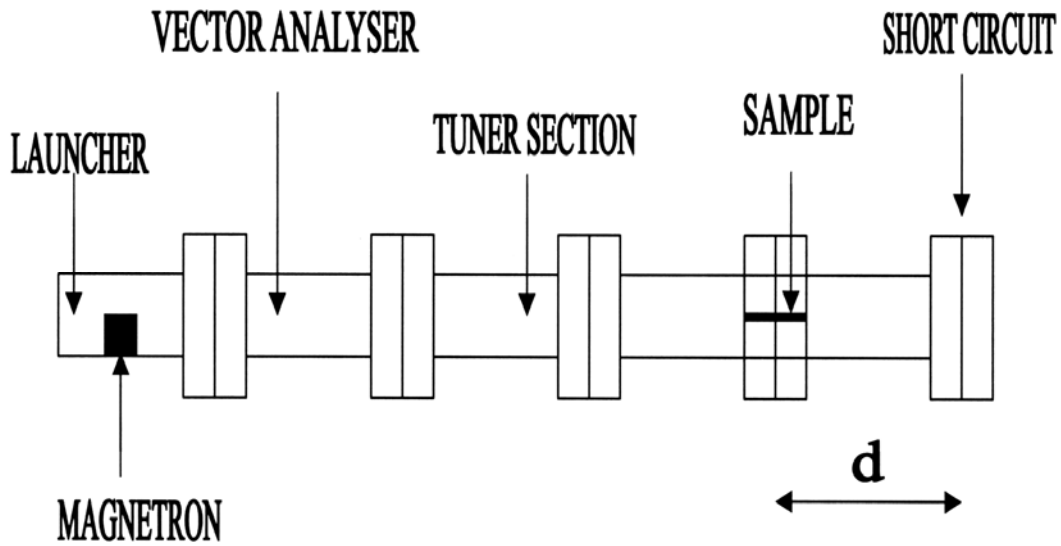 VECTOR ANALYSER
SHORT CIRCUIT
SAMPLE
TUNER SECTION
LAUNCHER
d
MAGNETRON